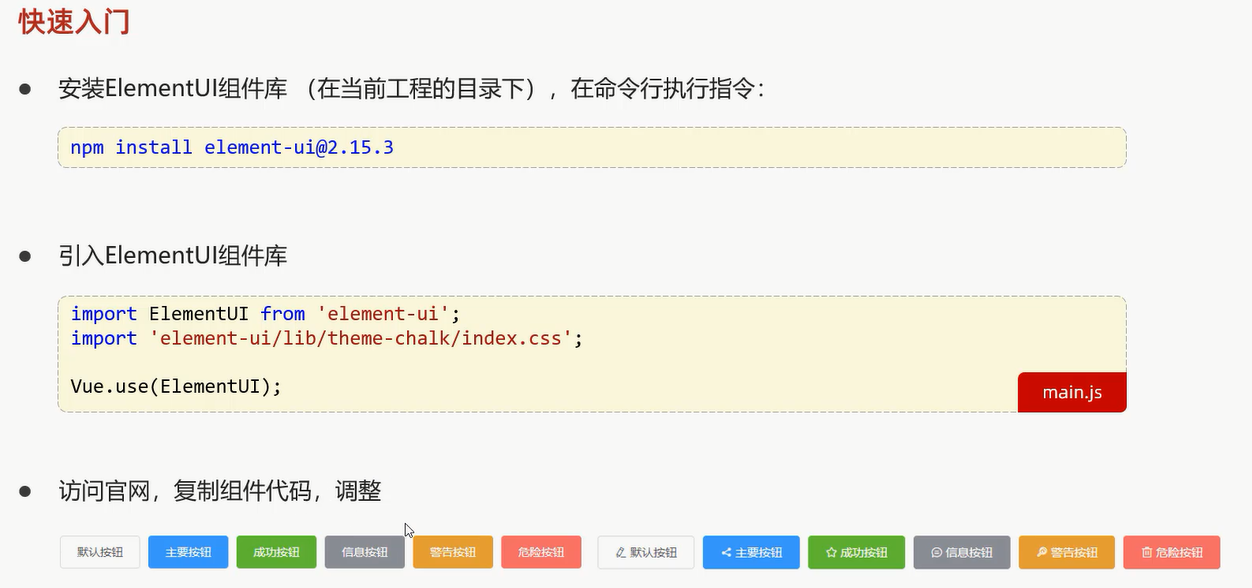 快速入门
安装ElementUI组件库 （在当前工程的目录下），在命令行执行指令：
npm install element-ui@2.15.3
引入ElementUI组件库
import ElementUI from 'element-ui';
import 'element-ui/lib/theme-chalk/index.css';
Vue.use(ElementUI);
main.js
访问官网，复制组件代码，调整
默认按钮 主要按钮 成功按钮 信息按钮 警告按钮 危险按钮 默认按钮 主要按钮 成功按钮 信息按钮 警告按钮 危险按钮